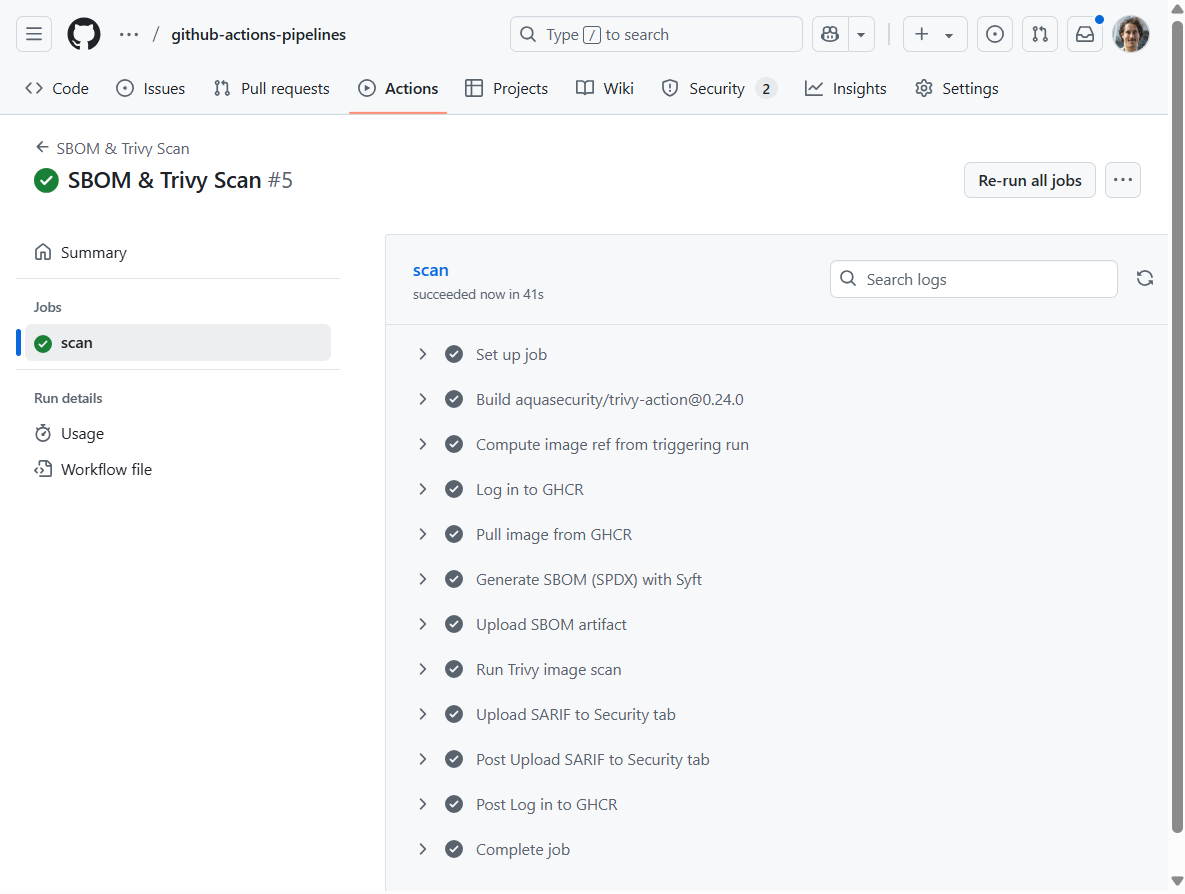 ... / github-actions-pipelines Type / to search
Code Issues Pull requests Actions Projects Wiki Security 2 Insights Settings
SBOM & Trivy Scan
SBOM & Trivy Scan #5
Re-run all jobs
Summary
Jobs
scan
Run details
Usage
Workflow file
scan
succeeded now in 41s
Search logs
Set up job
Build aquasecurity/trivy-action@0.24.0
Compute image ref from triggering run
Log in to GHCR
Pull image from GHCR
Generate SBOM (SPDX) with Syft
Upload SBOM artifact
Run Trivy image scan
Upload SARIF to Security tab
Post Upload SARIF to Security tab
Post Log in to GHCR
Complete job